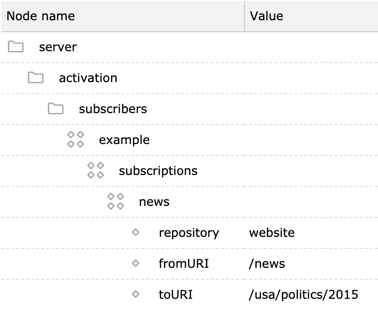 Node name Value
server
activation
subscribers
example
subscriptions
news
repository website
fromURI /news
toURI /usa/politics/2015